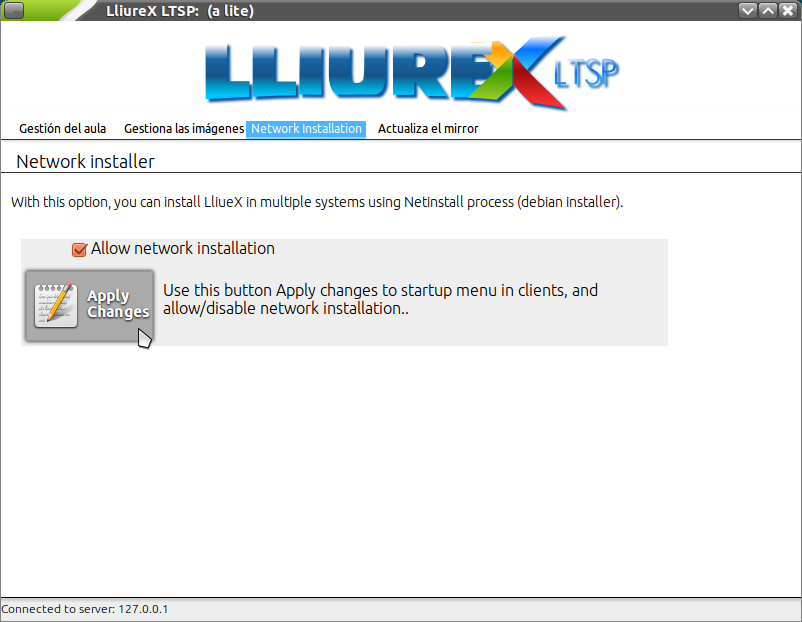 LliureX LTSP: (a lite)
LLIUREX LTSP
Gestión del aula Gestiona las imágenes Network Installation Actualiza el mirror
Network installer
With this option, you can install LliueX in multiple systems using Netinstall process (debian installer).
Allow network installation
Apply
Changes
Use this button Apply changes to startup menu in clients, and
allow/disable network installation..
Connected to server: 127.0.0.1